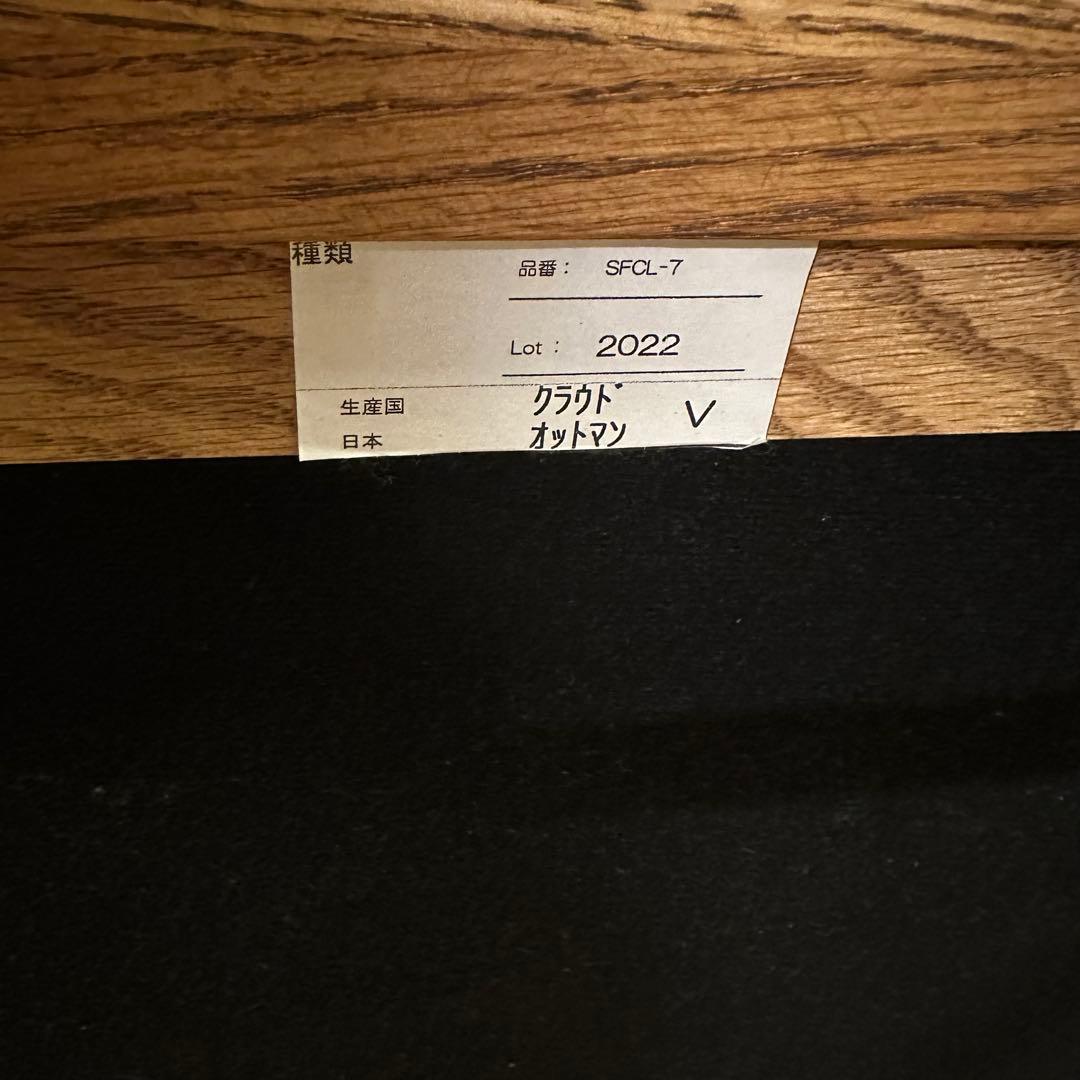 種類
品番： SFCL-7
Lot： 2022
生産国
日本
クラウド
オットマン
V